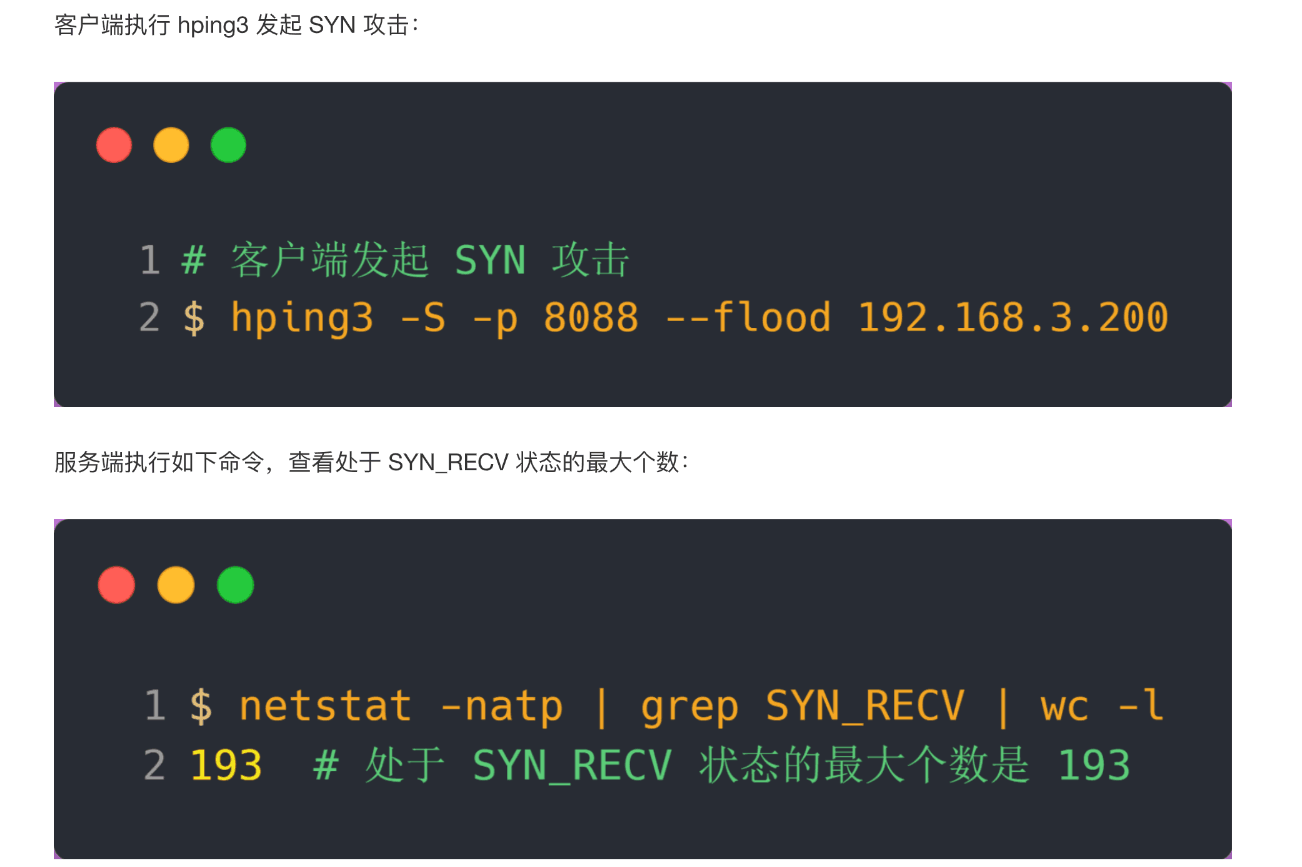 客户端执行 hping3 发起 SYN 攻击：
1 # 客户端发起 SYN 攻击
2 $ hping3 -S -p 8088 --flood 192.168.3.200
服务端执行如下命令，查看处于 SYN_RECV 状态的最大个数：
1 $ netstat -natp | grep SYN_RECV | wc -l
2 193  # 处于 SYN_RECV 状态的最大个数是 193